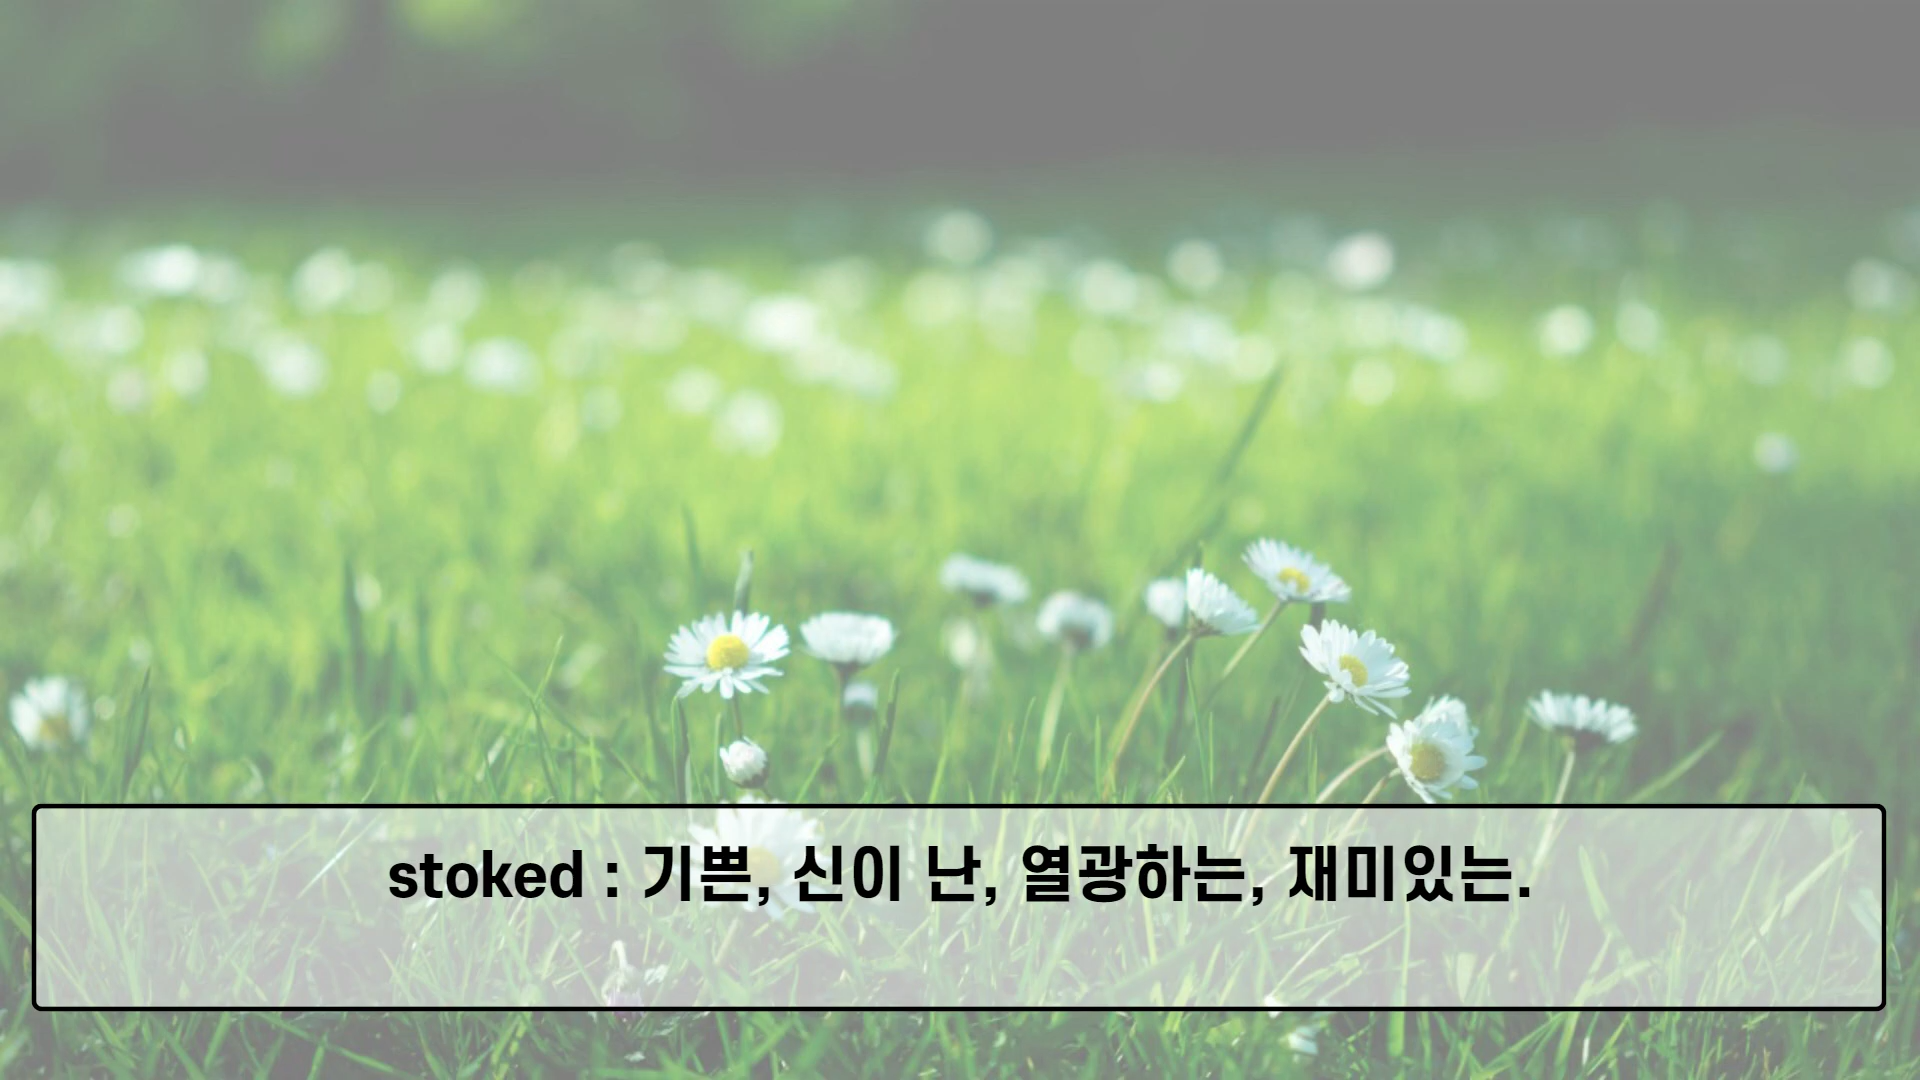 stoked : 기쁜, 신이 난, 열광하는, 재미있는.